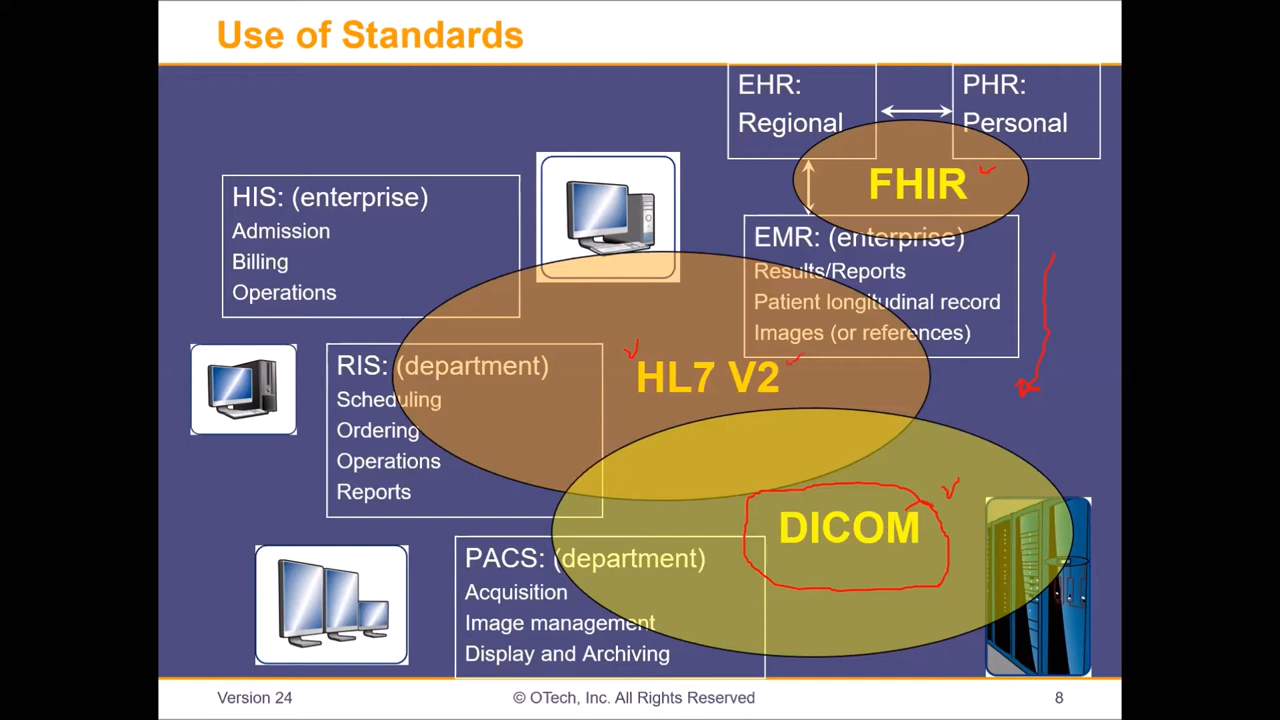 Use of Standards
EHR:
Regional
PHR:
Personal
FHIR
HIS: (enterprise)
Admission
Billing
Operations
EMR: (enterprise)
Results/Reports
Patient longitudinal record
Images (or references)
RIS: (department)
Scheduling
Ordering
Operations
Reports
HL7 V2
DICOM
PACS: (department)
Acquisition
Image management
Display and Archiving
Version 24
© OTech, Inc. All Rights Reserved
8